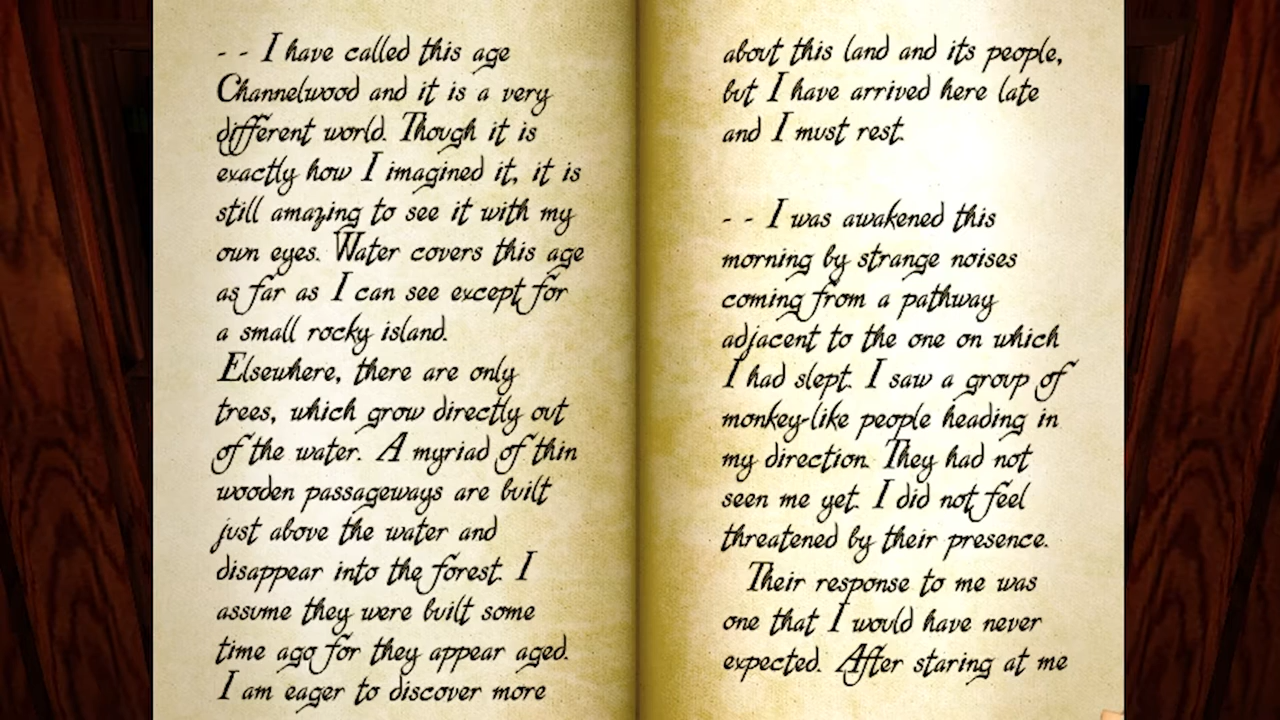 - - I have called this age
Channelwood and it is a very
different world. Though it is
exactly how I imagined it, it is
still amazing to see it with my
own eyes. Water covers this age
as far as I can see except for
a small rocky island.
Elsewhere, there are only
trees, which grow directly out
of the water. A myriad of thin
wooden passageways are built
just above the water and
disappear into the forest. I
assume they were built some
time ago for they appear aged.
I am eager to discover more
about this land and its people,
but I have arrived here late
and I must rest.
- - I was awakened this
morning by strange noises
coming from a pathway
adjacent to the one on which
I had slept. I saw a group of
monkey-like people heading in
my direction. They had not
seen me yet. I did not feel
threatened by their presence.
Their response to me was
one that I would have never
expected. After staring at me